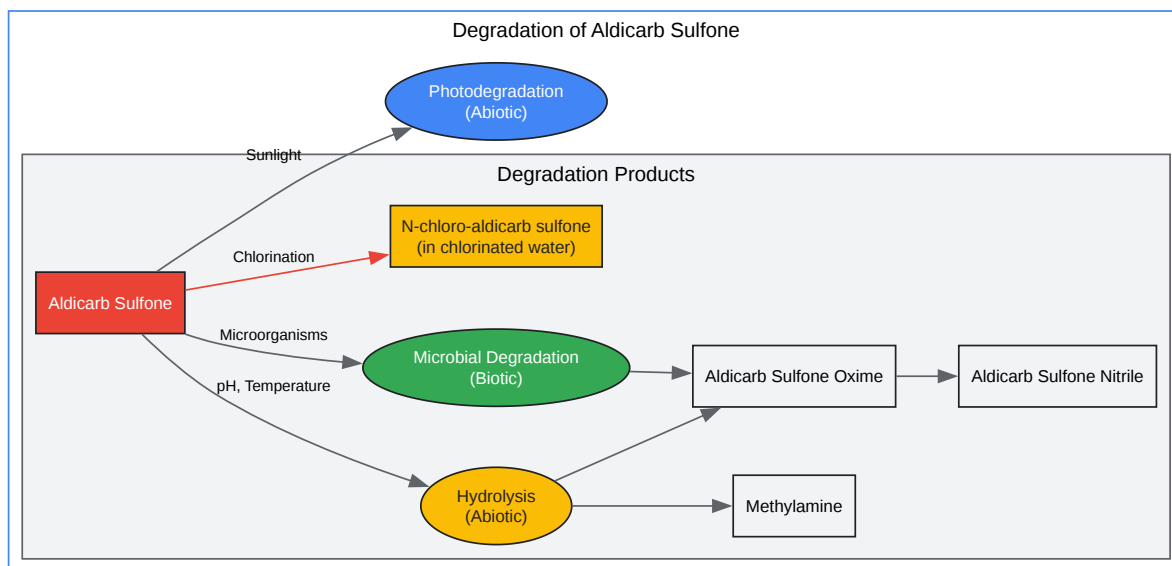 Degradation of Aldicarb Sulfone
Photodegradation
(Abiotic)
Sunlight
Degradation Products
N-chloro-aldicarb sulfone
(in chlorinated water)
Chlorination
Aldicarb Sulfone
Microorganisms
Microbial Degradation
(Biotic)
pH, Temperature
Aldicarb Sulfone Oxime
Aldicarb Sulfone Nitrile
Hydrolysis
(Abiotic)
Methylamine